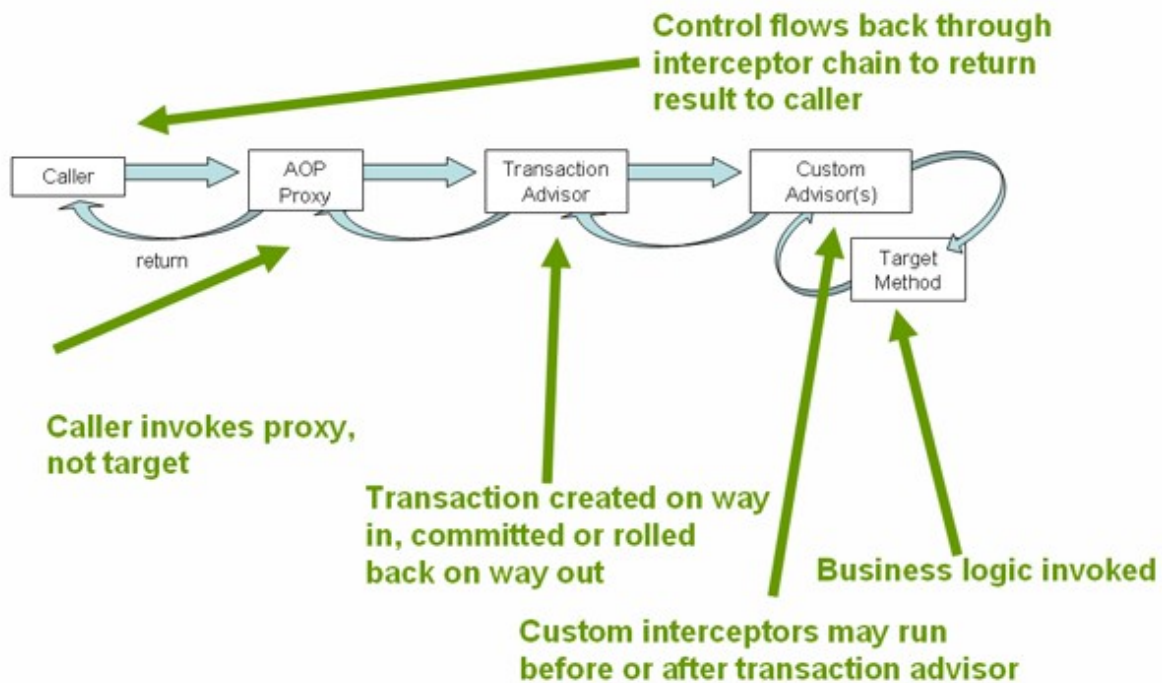 Control flows back through
interceptor chain to return
result to caller
Caller
AOP
Proxy
Transaction
Advisor
Custom
Advisor(s)
return
Target
Method
Caller invokes proxy,
not target
Transaction created on way
in, committed or rolled
back on way out
Business logic invoked
Custom interceptors may run
before or after transaction advisor